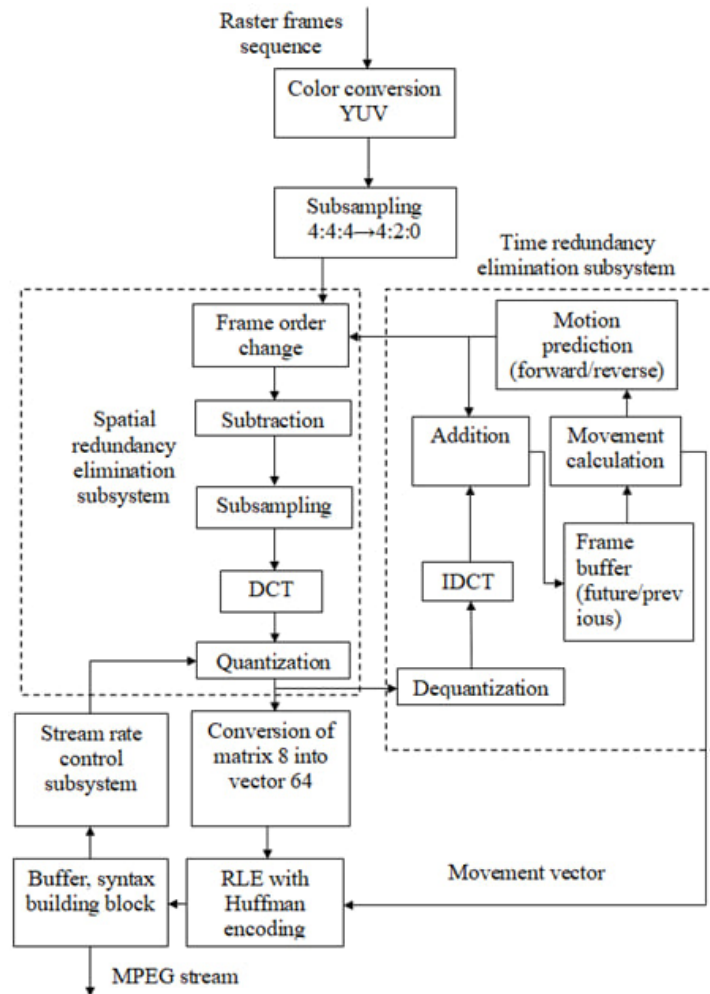 Raster frames
sequence
Color conversion
YUV
Subsampling
4:4:4→4:2:0
Time redundancy
elimination subsystem
Frame order
change
Motion
prediction
(forward/reverse)
Spatial
redundancy
elimination
subsystem
Subtraction
Addition
Movement
calculation
Subsampling
Frame
buffer
(future/prev
ious)
DCT
IDCT
Quantization
Dequantization
Stream rate
control
subsystem
Conversion of
matrix 8 into
vector 64
Buffer, syntax
building block
RLE with
Huffman
encoding
Movement vector
MPEG stream